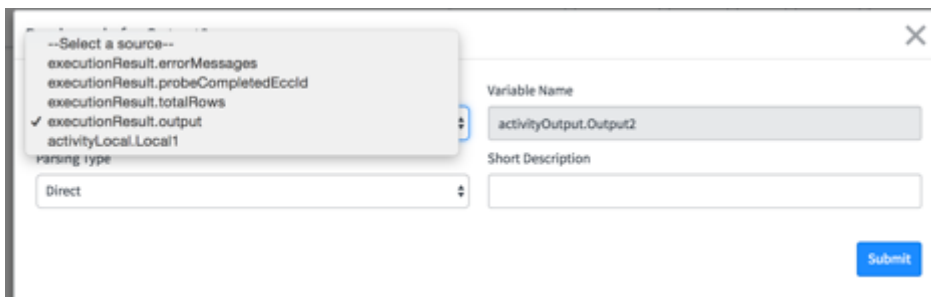 --Select a source--
executionResult.errorMessages
executionResult.probeCompletedEccId
executionResult.totalRows
✓ executionResult.output
activityLocal.Local1
Variable Name
activityOutput.Output2
Parsing Type
Short Description
Direct
Submit